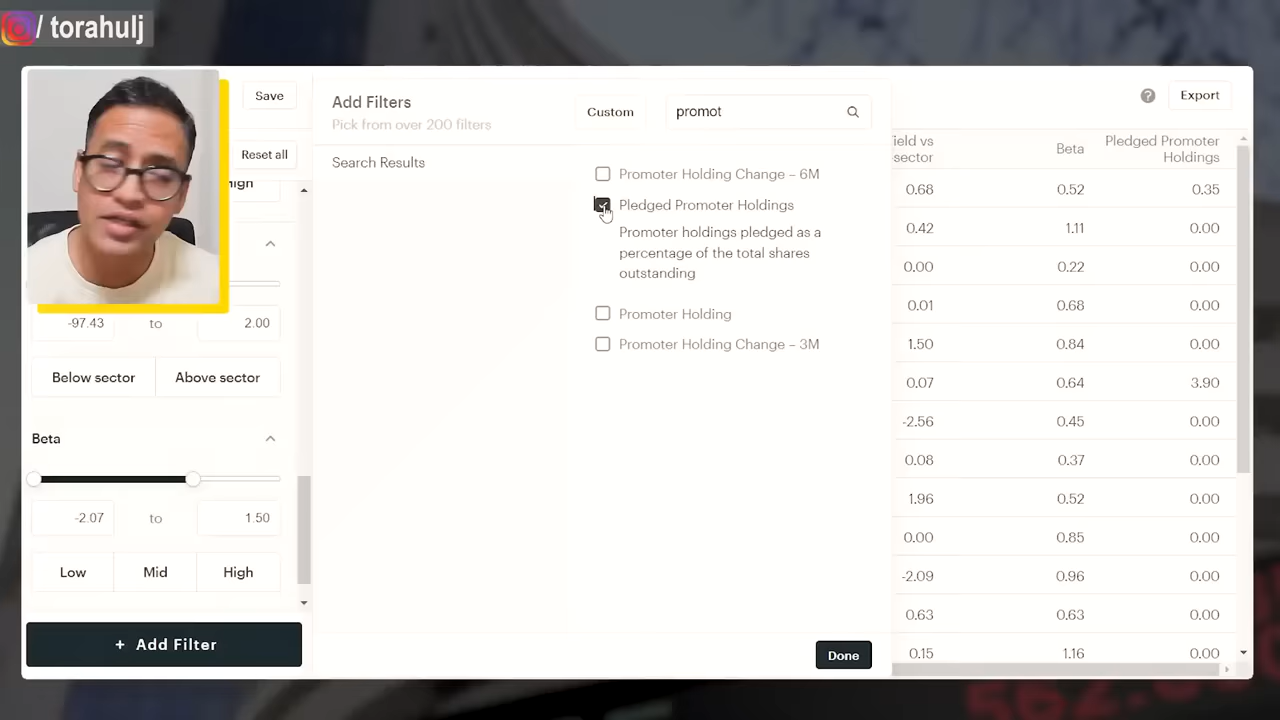 / torahulj
Save
Reset all
High
-97.43 to 2.00
Below sector Above sector
Beta
-2.07 to 1.50
Low Mid High
+ Add Filter
Add Filters
Pick from over 200 filters
Custom
promot
Search Results
Promoter Holding Change – 6M
Pledged Promoter Holdings
Promoter holdings pledged as a
percentage of the total shares
outstanding
Promoter Holding
Promoter Holding Change – 3M
Done
? Export
Yield vs
sector
Beta
Pledged Promoter
Holdings
0.68 0.52 0.35
0.42 1.11 0.00
0.00 0.22 0.00
0.01 0.68 0.00
1.50 0.84 0.00
0.07 0.64 3.90
-2.56 0.45 0.00
0.08 0.37 0.00
1.96 0.52 0.00
0.00 0.85 0.00
-2.09 0.96 0.00
0.63 0.63 0.00
0.15 1.16 0.00